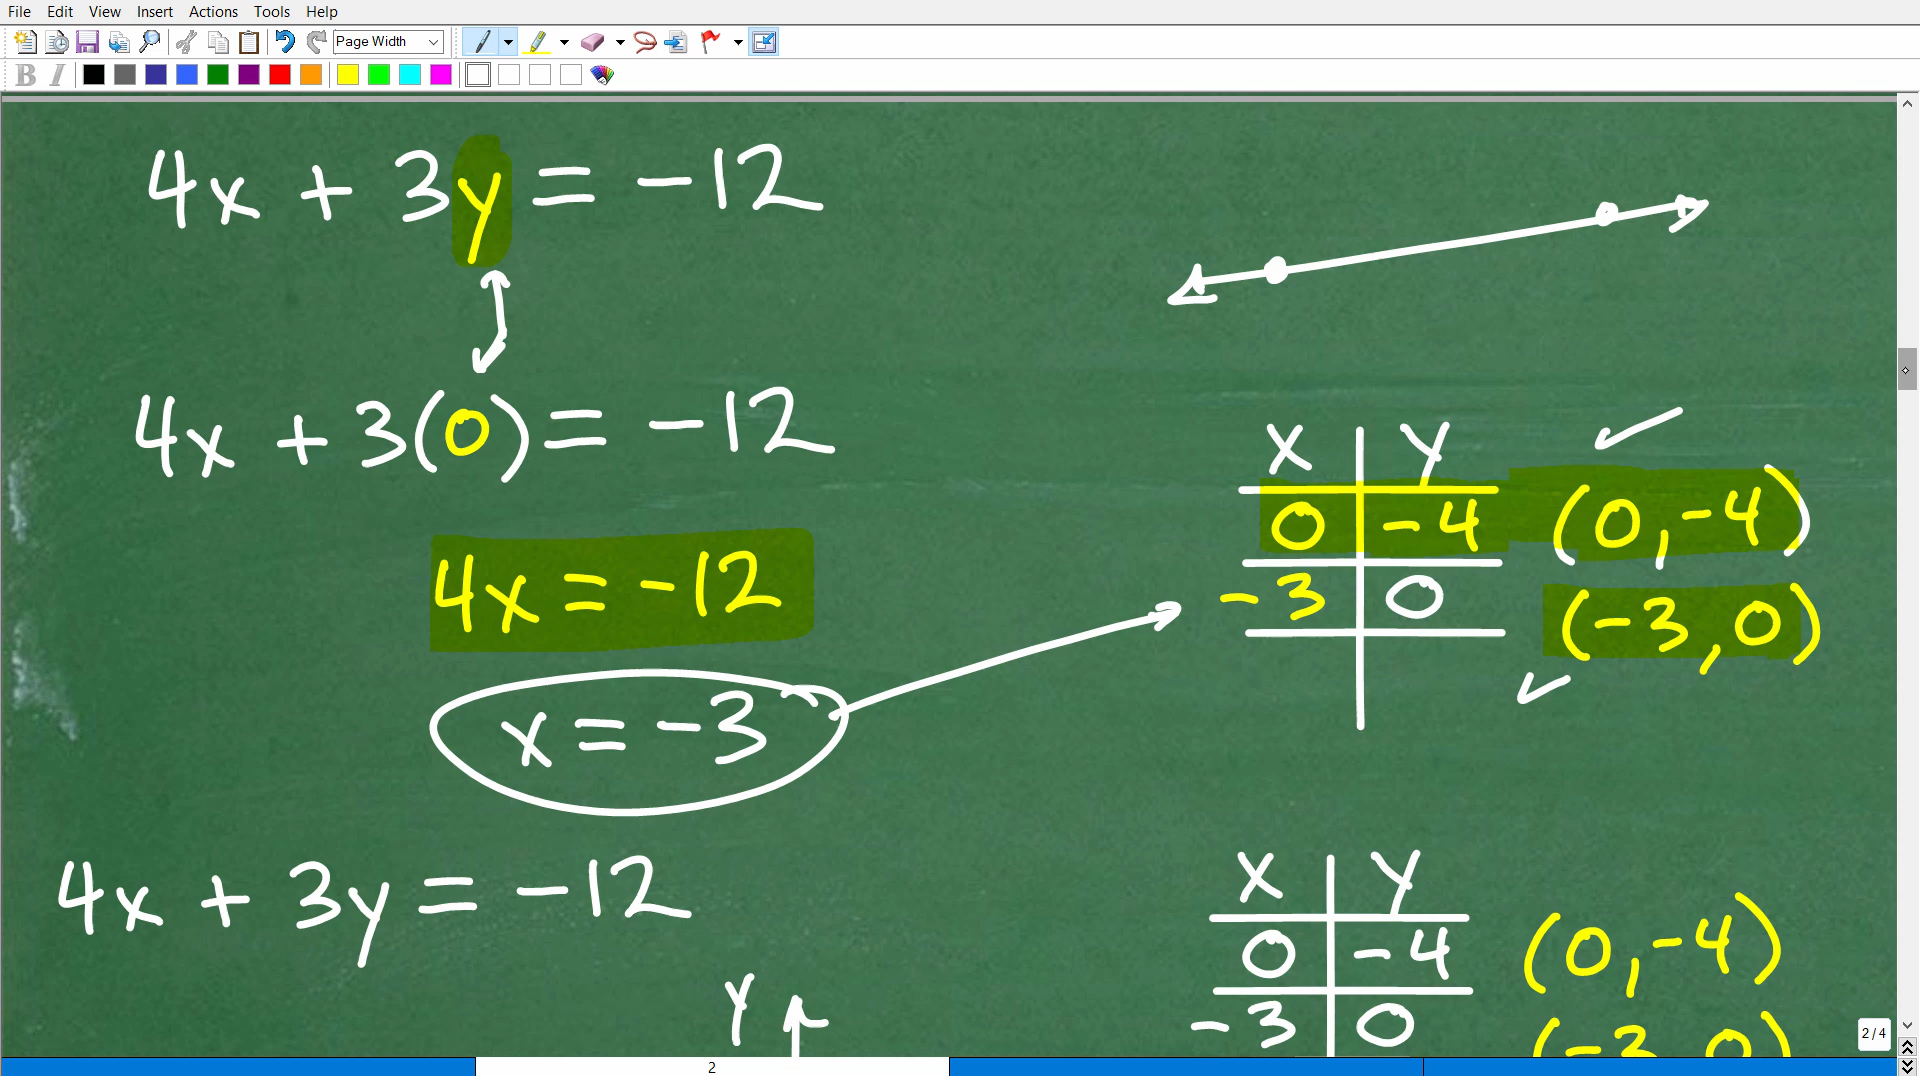 File Edit View Insert Actions Tools Help
Page Width
B I
4x + 3y = -12
4x + 3(0) = -12
4x = -12
x = -3
X Y
0 -4 (0, -4)
-3 0 (-3, 0)
4x + 3y = -12
Y
X Y
0 -4 (0, -4)
-3 0 (-3, 0)
2 / 4
2